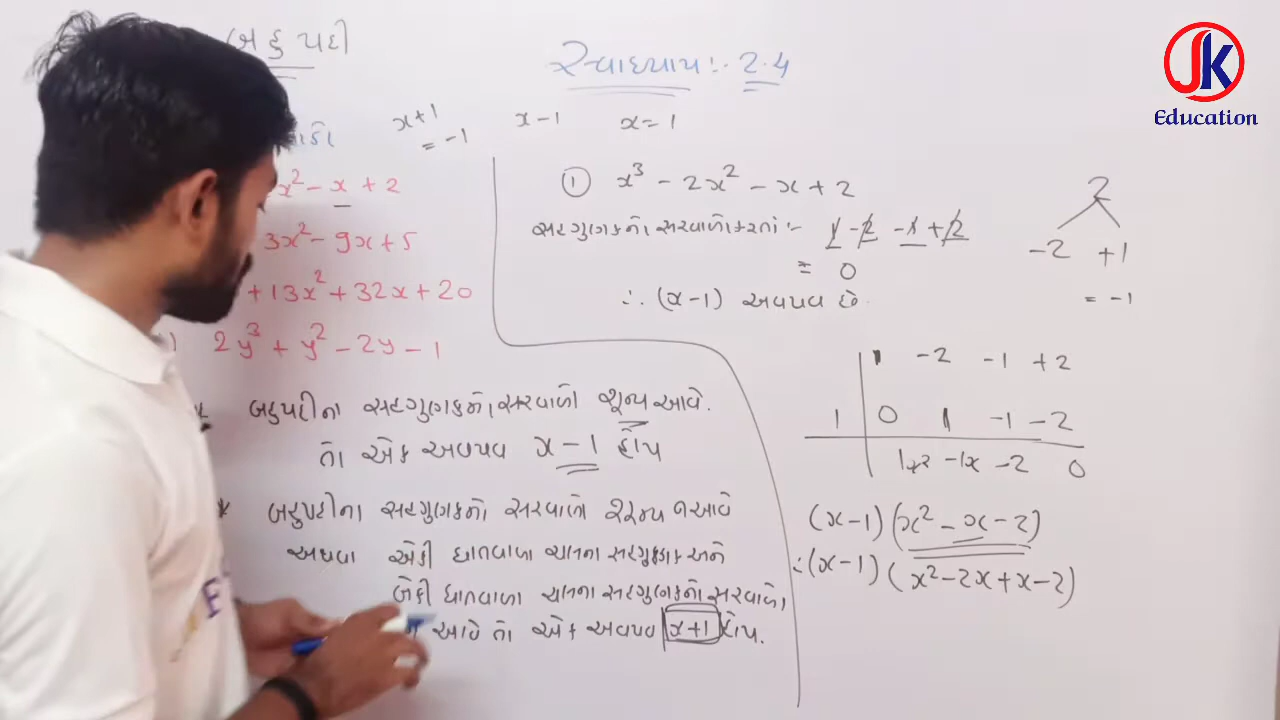 બહુપદી
સ્વાધ્યાય :- 2.4
JK
Education
x+1
= -1
x-1
x=1
x² - x + 2
3x² - 9x + 5
+ 13x² + 32x + 20
2y³ + y² - 2y - 1
① x³ - 2x² - x + 2
સહગુણકનો સરવાળો કરતાં :- 1 - 2 - 1 + 2
= 0
∴ (x-1) અવયવ છે.
2
-2 +1
= -1
1 -2 -1 +2
1 0 1 -1 -2
1x² -1x -2 0
(x-1) (x² - x - 2)
∴ (x-1) (x² - 2x + x - 2)
* બહુપદીના સહગુણકનો સરવાળો શૂન્ય આવે.
તો એક અવયવ x-1 હોય
* બહુપદીના સહગુણકનો સરવાળો શૂન્ય ન આવે
અથવા એકી ઘાતવાળા પદના સહગુણક અને
બેકી ઘાતવાળા પદના સહગુણકનો સરવાળો,
આવે તો એક અવયવ x+1 હોય.